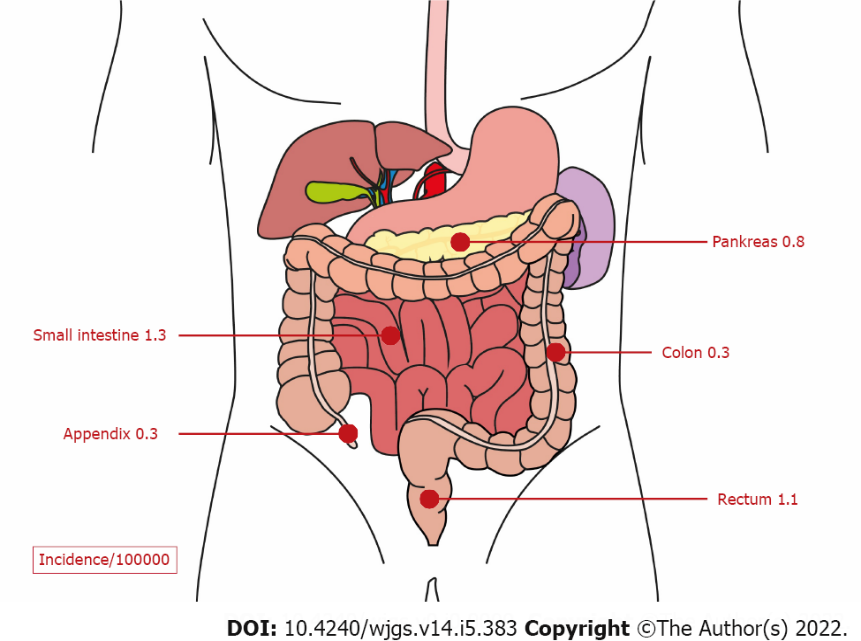 Pankreas 0.8
Small intestine 1.3
Colon 0.3
Appendix 0.3
Rectum 1.1
Incidence/100000
DOI: 10.4240/wjgs.v14.i5.383 Copyright ©The Author(s) 2022.